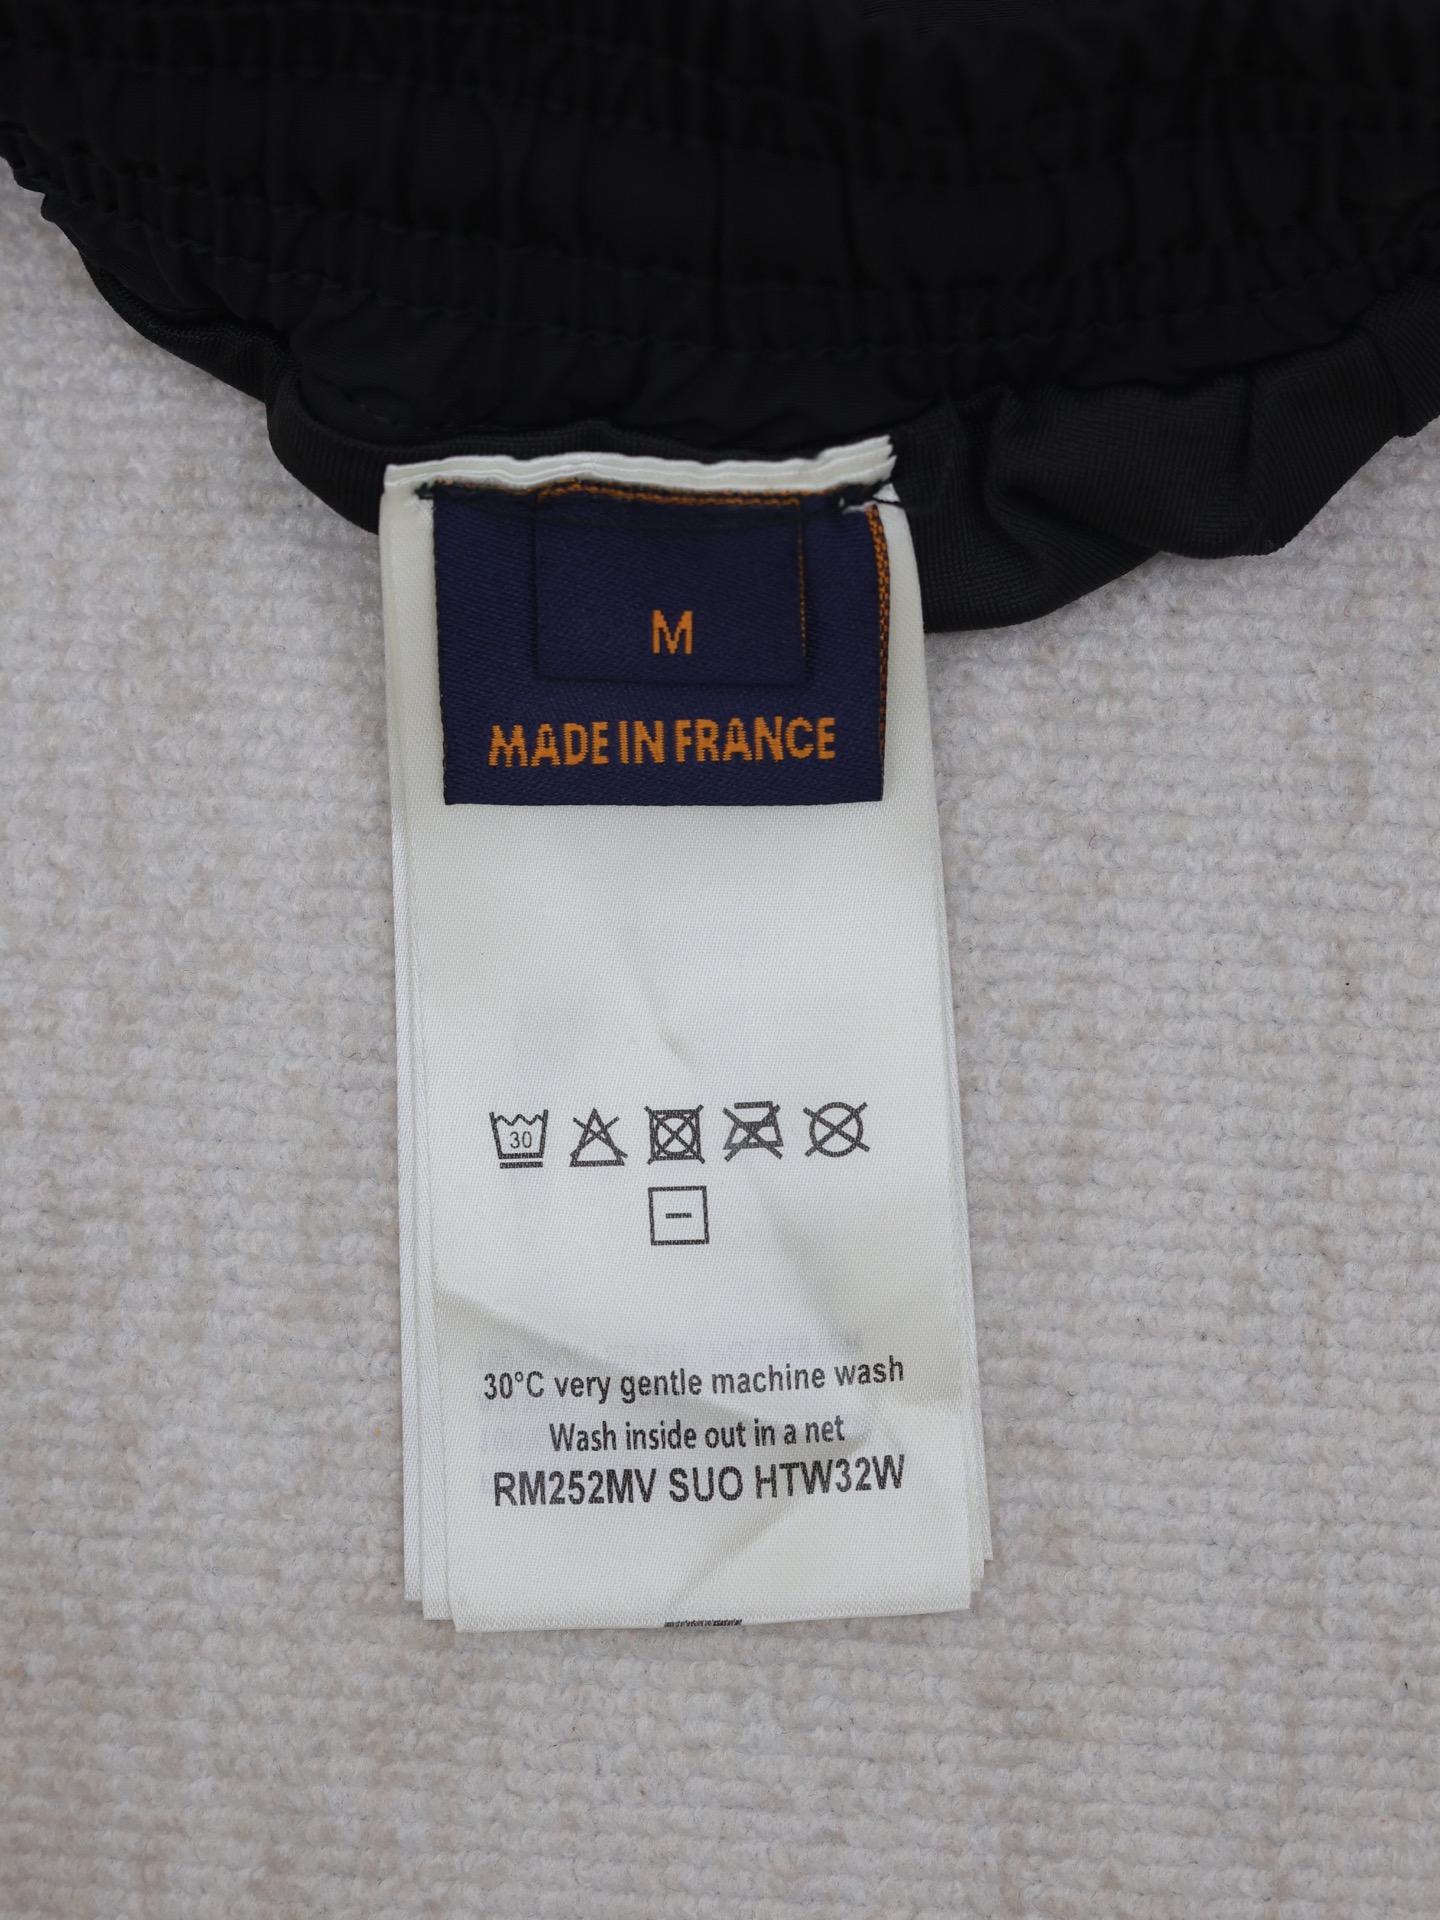 M
MADE IN FRANCE
30
30°C very gentle machine wash
Wash inside out in a net
RM252MV SUO HTW32W